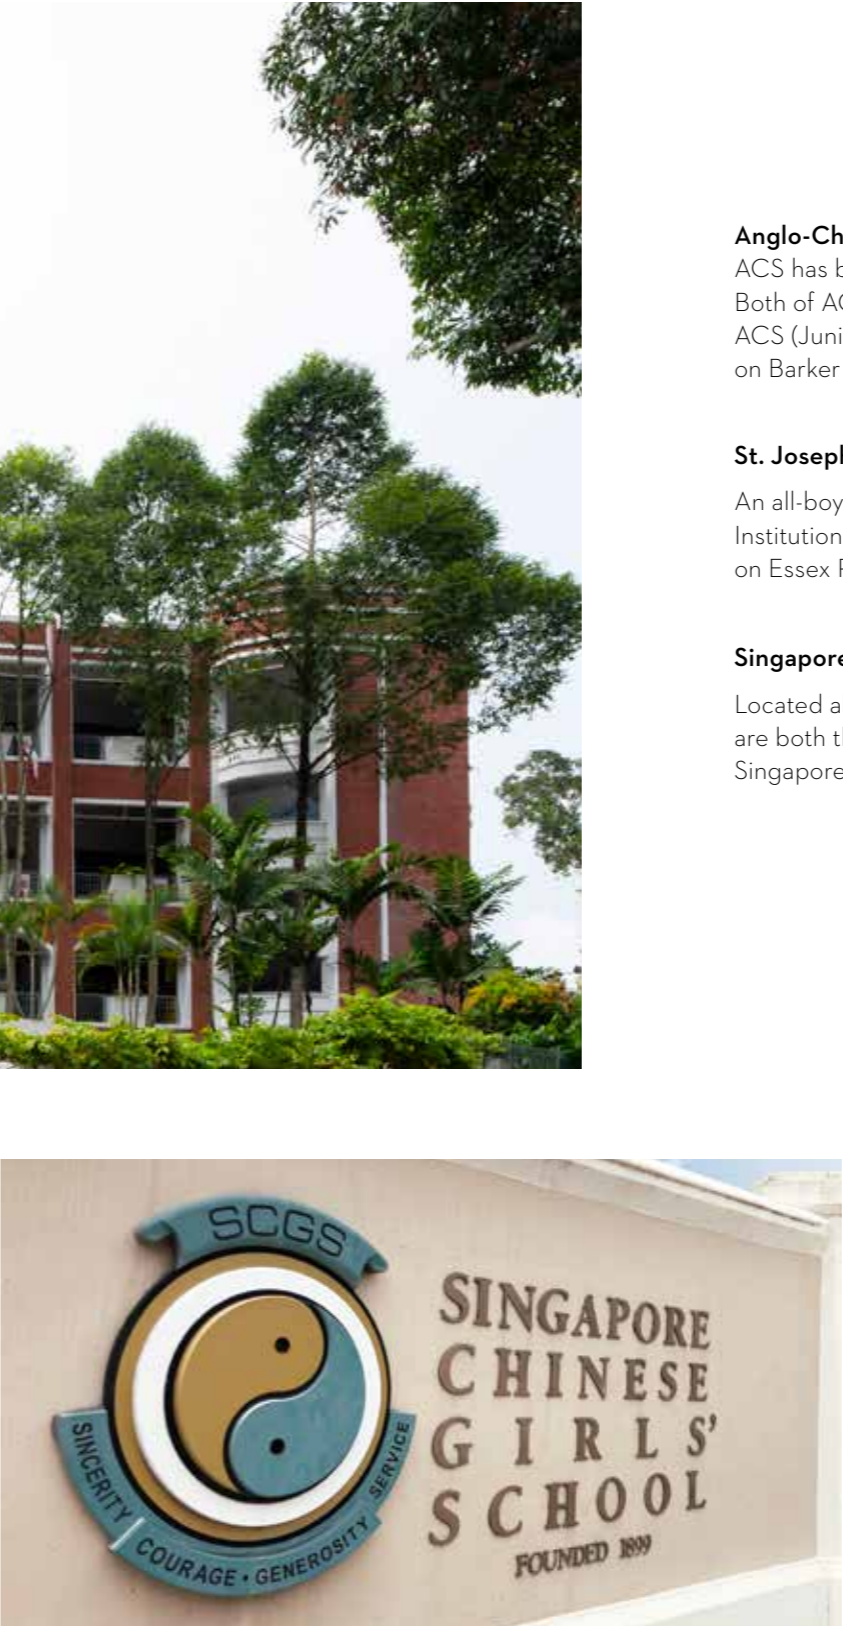 Anglo-Ch
ACS has b
Both of AC
ACS (Juni
on Barker
St. Joseph
An all-boy
Institution
on Essex R
Singapore
Located a
are both th
Singapore
SCGS
SINCERITY
COURAGE • GENEROSITY
SERVICE
SINGAPORE
CHINESE
GIRLS'
SCHOOL
FOUNDED 1899